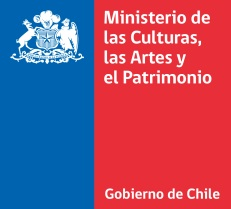 Ministerio de
las Culturas,
las Artes y
el Patrimonio
Gobierno de Chile